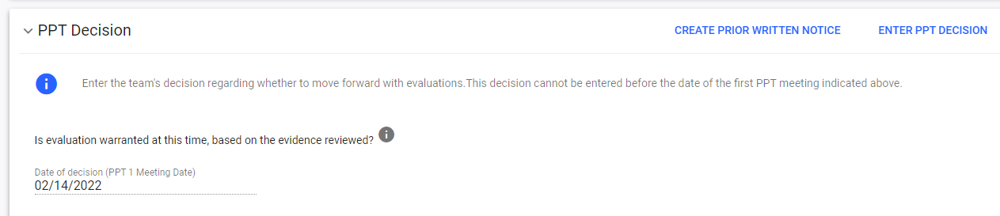 PPT Decision
CREATE PRIOR WRITTEN NOTICE
ENTER PPT DECISION
Enter the team's decision regarding whether to move forward with evaluations.This decision cannot be entered before the date of the first PPT meeting indicated above.
Is evaluation warranted at this time, based on the evidence reviewed?
Date of decision (PPT 1 Meeting Date)
02/14/2022